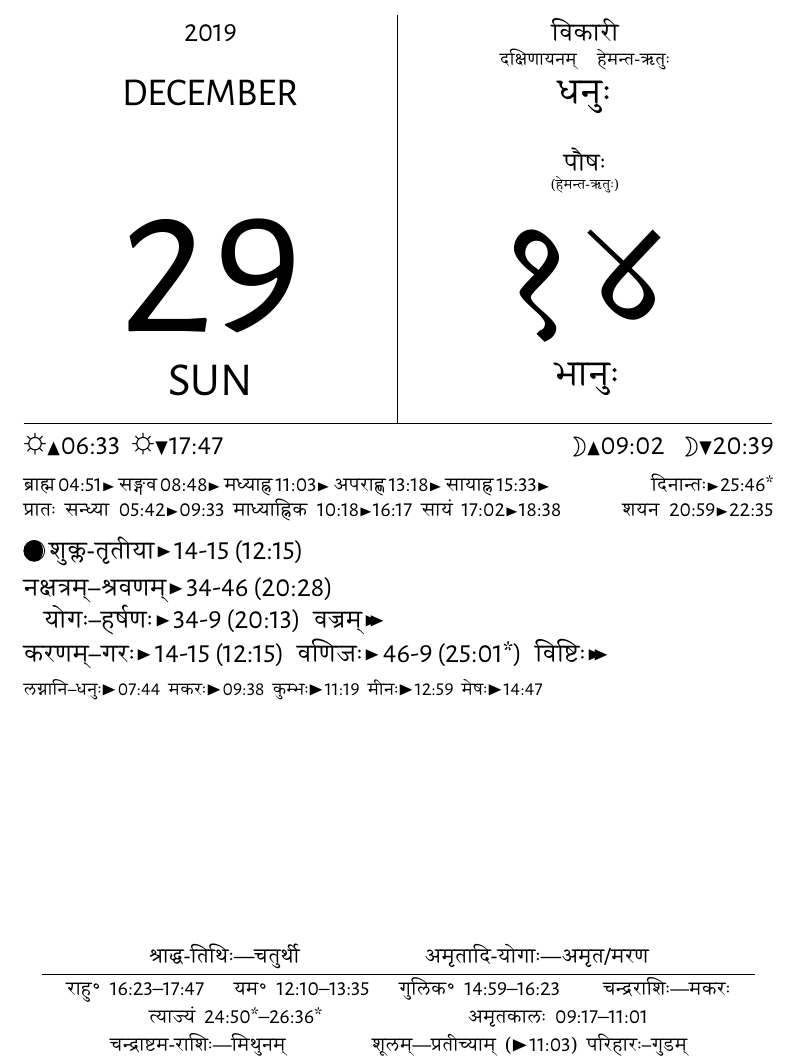 2019
DECEMBER
29
SUN
विकारी
दक्षिणायनम् हेमन्त-ऋतुः
धनुः
पौषः
(हेमन्त-ऋतुः)
१४
भानुः
☼▲06:33 ☼▼17:47 ☽▲09:02 ☽▼20:39
ब्राह्म 04:51► सङ्गव 08:48► मध्याह्न 11:03► अपराह्ण 13:18► सायाह्न 15:33► दिनान्तः►25:46*
प्रातः सन्ध्या 05:42►09:33 माध्याह्निक 10:18►16:17 सायं 17:02►18:38 शयन 20:59►22:35
शुक्ल-तृतीया►14-15 (12:15)
नक्षत्रम्–श्रवणम्►34-46 (20:28)
योगः–हर्षणः►34-9 (20:13) वज्रम्►►
करणम्–गरः►14-15 (12:15) वणिजः►46-9 (25:01*) विष्टिः►►
लग्नानि–धनुः►07:44 मकरः►09:38 कुम्भः►11:19 मीनः►12:59 मेषः►14:47
श्राद्ध-तिथिः—चतुर्थी अमृतादि-योगाः—अमृत/मरण
राहु॰ 16:23–17:47 यम॰ 12:10–13:35 गुलिक॰ 14:59–16:23 चन्द्रराशिः—मकरः
त्याज्यं 24:50*–26:36* अमृतकालः 09:17–11:01
चन्द्राष्टम-राशिः—मिथुनम् शूलम्—प्रतीच्याम् (►11:03) परिहारः–गुडम्